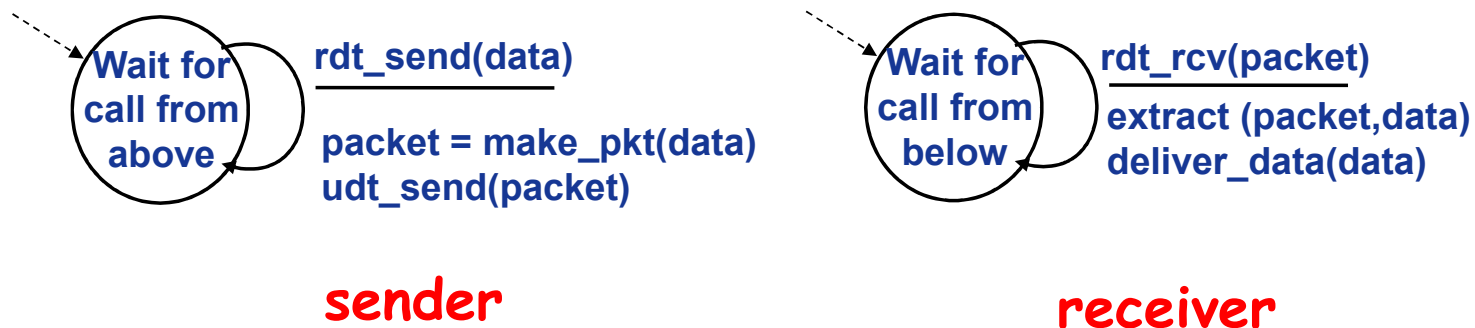 Wait for
call from
above
rdt_send(data)
packet = make_pkt(data)
udt_send(packet)
sender
Wait for
call from
below
rdt_rcv(packet)
extract (packet,data)
deliver_data(data)
receiver